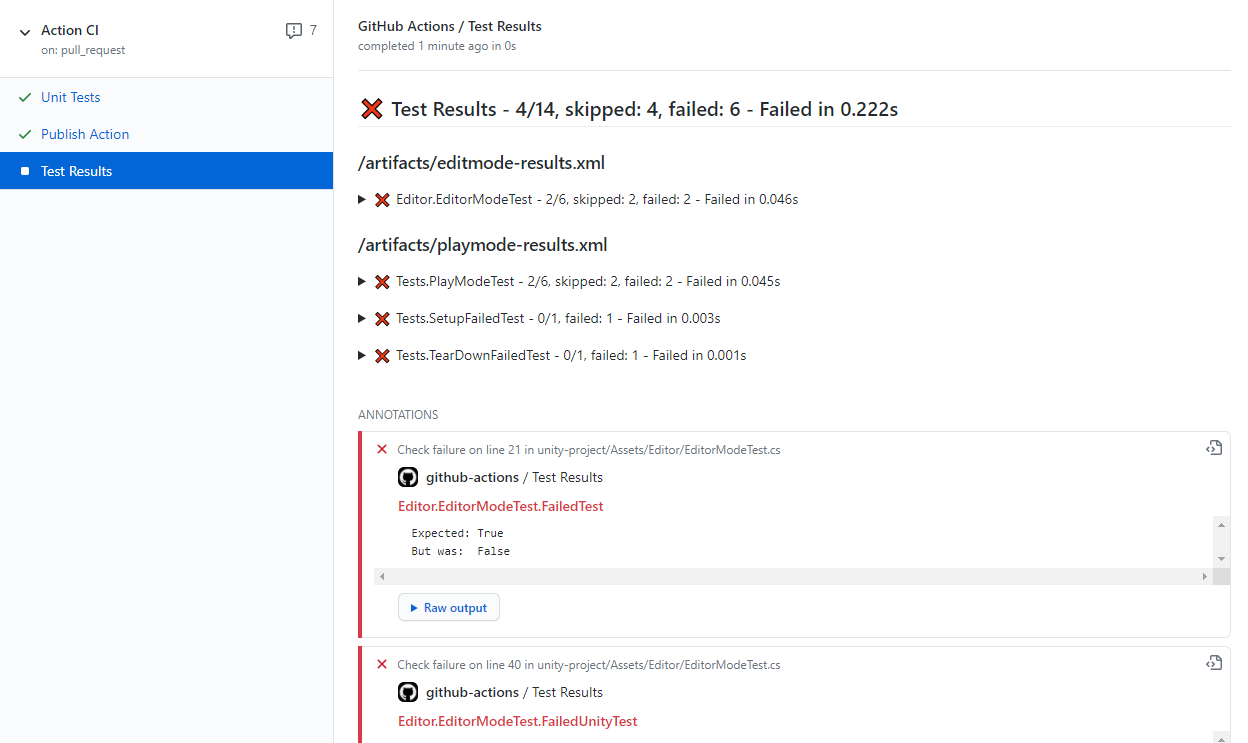 Action CI
7
on: pull_request
Unit Tests
Publish Action
Test Results
GitHub Actions / Test Results
completed 1 minute ago in 0s
Test Results - 4/14, skipped: 4, failed: 6 - Failed in 0.222s
/artifacts/editmode-results.xml
Editor.EditorModeTest - 2/6, skipped: 2, failed: 2 - Failed in 0.046s
/artifacts/playmode-results.xml
Tests.PlayModeTest - 2/6, skipped: 2, failed: 2 - Failed in 0.045s
Tests.SetupFailedTest - 0/1, failed: 1 - Failed in 0.003s
Tests.TearDownFailedTest - 0/1, failed: 1 - Failed in 0.001s
ANNOTATIONS
Check failure on line 21 in unity-project/Assets/Editor/EditorModeTest.cs
github-actions / Test Results
Editor.EditorModeTest.FailedTest
Expected: True
But was:  False
Raw output
Check failure on line 40 in unity-project/Assets/Editor/EditorModeTest.cs
github-actions / Test Results
Editor.EditorModeTest.FailedUnityTest